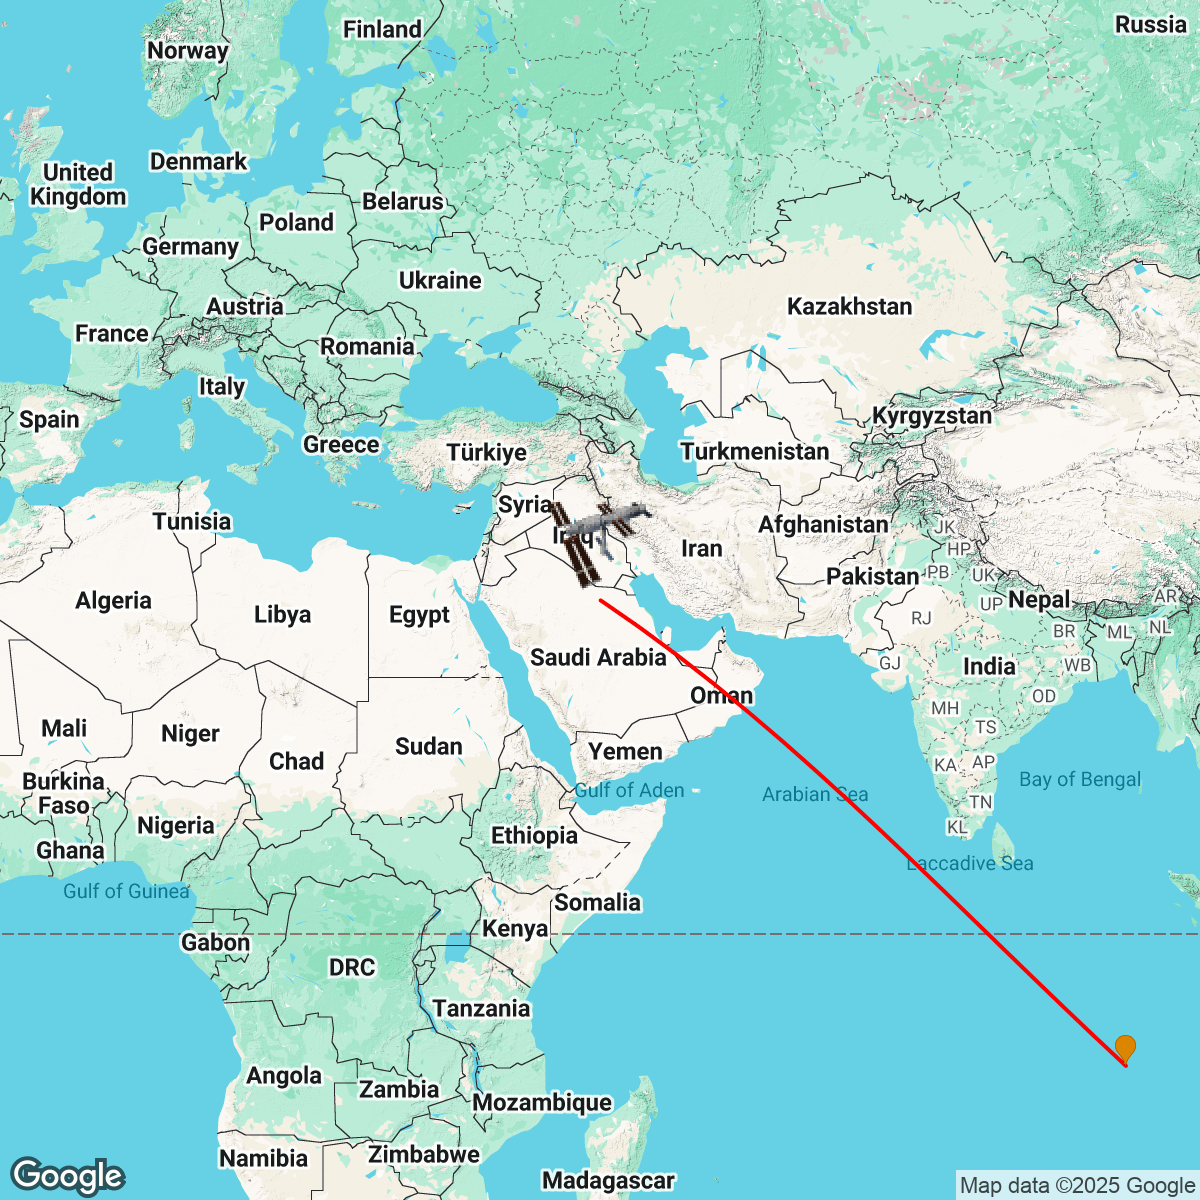 Finland
Russia
Norway
Denmark
United
Kingdom
Belarus
Poland
Germany
Ukraine
Austria
Kazakhstan
France
Romania
Italy
Spain
Kyrgyzstan
Greece
Türkiye
Turkmenistan
Syria
Tunisia
Afghanistan
JK
Iraq
Iran
HP
PB
UK
Pakistan
Algeria
Libya
Egypt
Nepal
AR
UP
RJ
BR
ML
NL
Saudi Arabia
GJ
India
WB
Oman
OD
MH
Mali
Niger
TS
Sudan
Yemen
Chad
KA
AP
Burkina
Faso
Gulf of Aden
Arabian Sea
Bay of Bengal
TN
Nigeria
KL
Ethiopia
Ghana
Laccadive Sea
Gulf of Guinea
Somalia
Kenya
Gabon
DRC
Tanzania
Angola
Zambia
Mozambique
Zimbabwe
Namibia
Madagascar
Google
Map data ©2025 Google